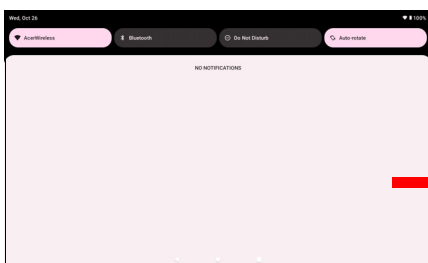 Wed, Oct 26
100%
AcerWireless
Bluetooth
Do Not Disturb
Auto-rotate
NO NOTIFICATIONS